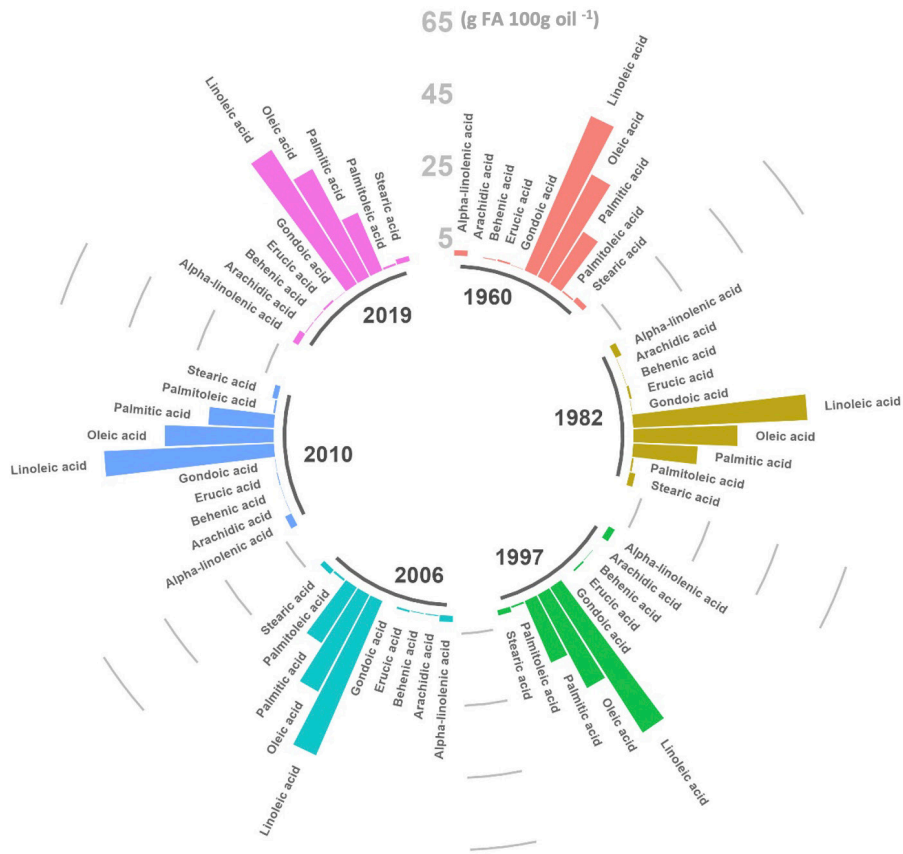 65 (g FA 100g oil -1)
45
25
5
1960
Alpha-linolenic acid
Arachidic acid
Behenic acid
Erucic acid
Gondoic acid
Linoleic acid
Oleic acid
Palmitic acid
Palmitoleic acid
Stearic acid
1982
Alpha-linolenic acid
Arachidic acid
Behenic acid
Erucic acid
Gondoic acid
Linoleic acid
Oleic acid
Palmitic acid
Palmitoleic acid
Stearic acid
1997
Alpha-linolenic acid
Arachidic acid
Behenic acid
Erucic acid
Gondoic acid
Linoleic acid
Oleic acid
Palmitic acid
Palmitoleic acid
Stearic acid
2006
Alpha-linolenic acid
Arachidic acid
Behenic acid
Erucic acid
Gondoic acid
Linoleic acid
Oleic acid
Palmitic acid
Palmitoleic acid
Stearic acid
2010
Alpha-linolenic acid
Arachidic acid
Behenic acid
Erucic acid
Gondoic acid
Linoleic acid
Oleic acid
Palmitic acid
Palmitoleic acid
Stearic acid
2019
Alpha-linolenic acid
Arachidic acid
Behenic acid
Erucic acid
Gondoic acid
Linoleic acid
Oleic acid
Palmitic acid
Palmitoleic acid
Stearic acid